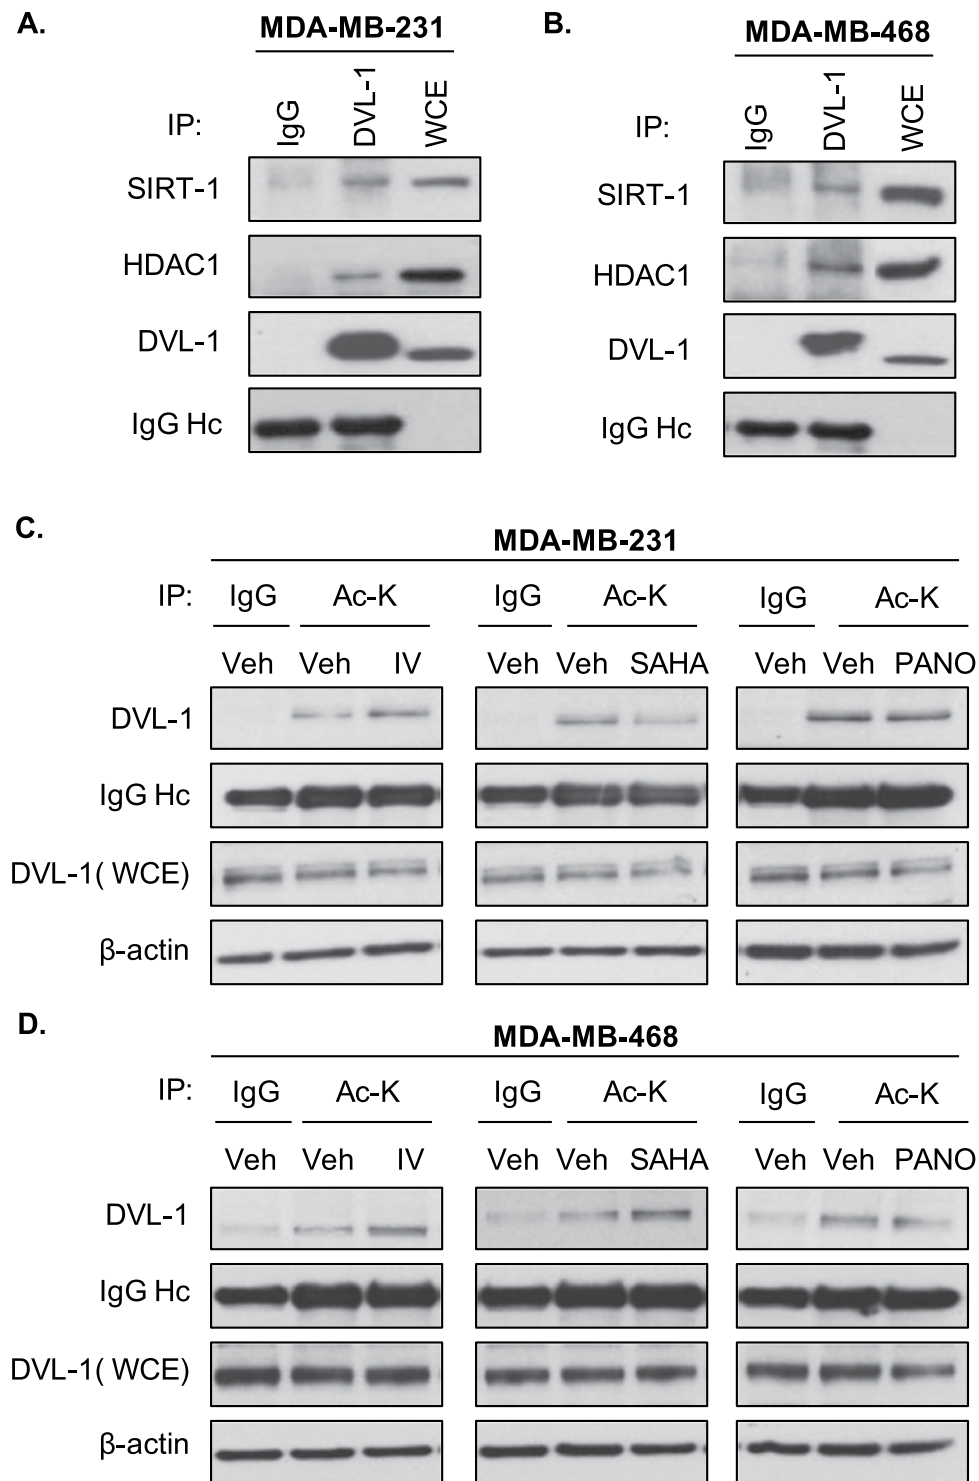 A.
MDA-MB-231
IP: IgG DVL-1 WCE
SIRT-1
HDAC1
DVL-1
IgG Hc
B.
MDA-MB-468
IP: IgG DVL-1 WCE
SIRT-1
HDAC1
DVL-1
IgG Hc
C.
MDA-MB-231
IP: IgG Ac-K IgG Ac-K IgG Ac-K
Veh Veh IV Veh Veh SAHA Veh Veh PANO
DVL-1
IgG Hc
DVL-1( WCE)
β-actin
D.
MDA-MB-468
IP: IgG Ac-K IgG Ac-K IgG Ac-K
Veh Veh IV Veh Veh SAHA Veh Veh PANO
DVL-1
IgG Hc
DVL-1( WCE)
β-actin